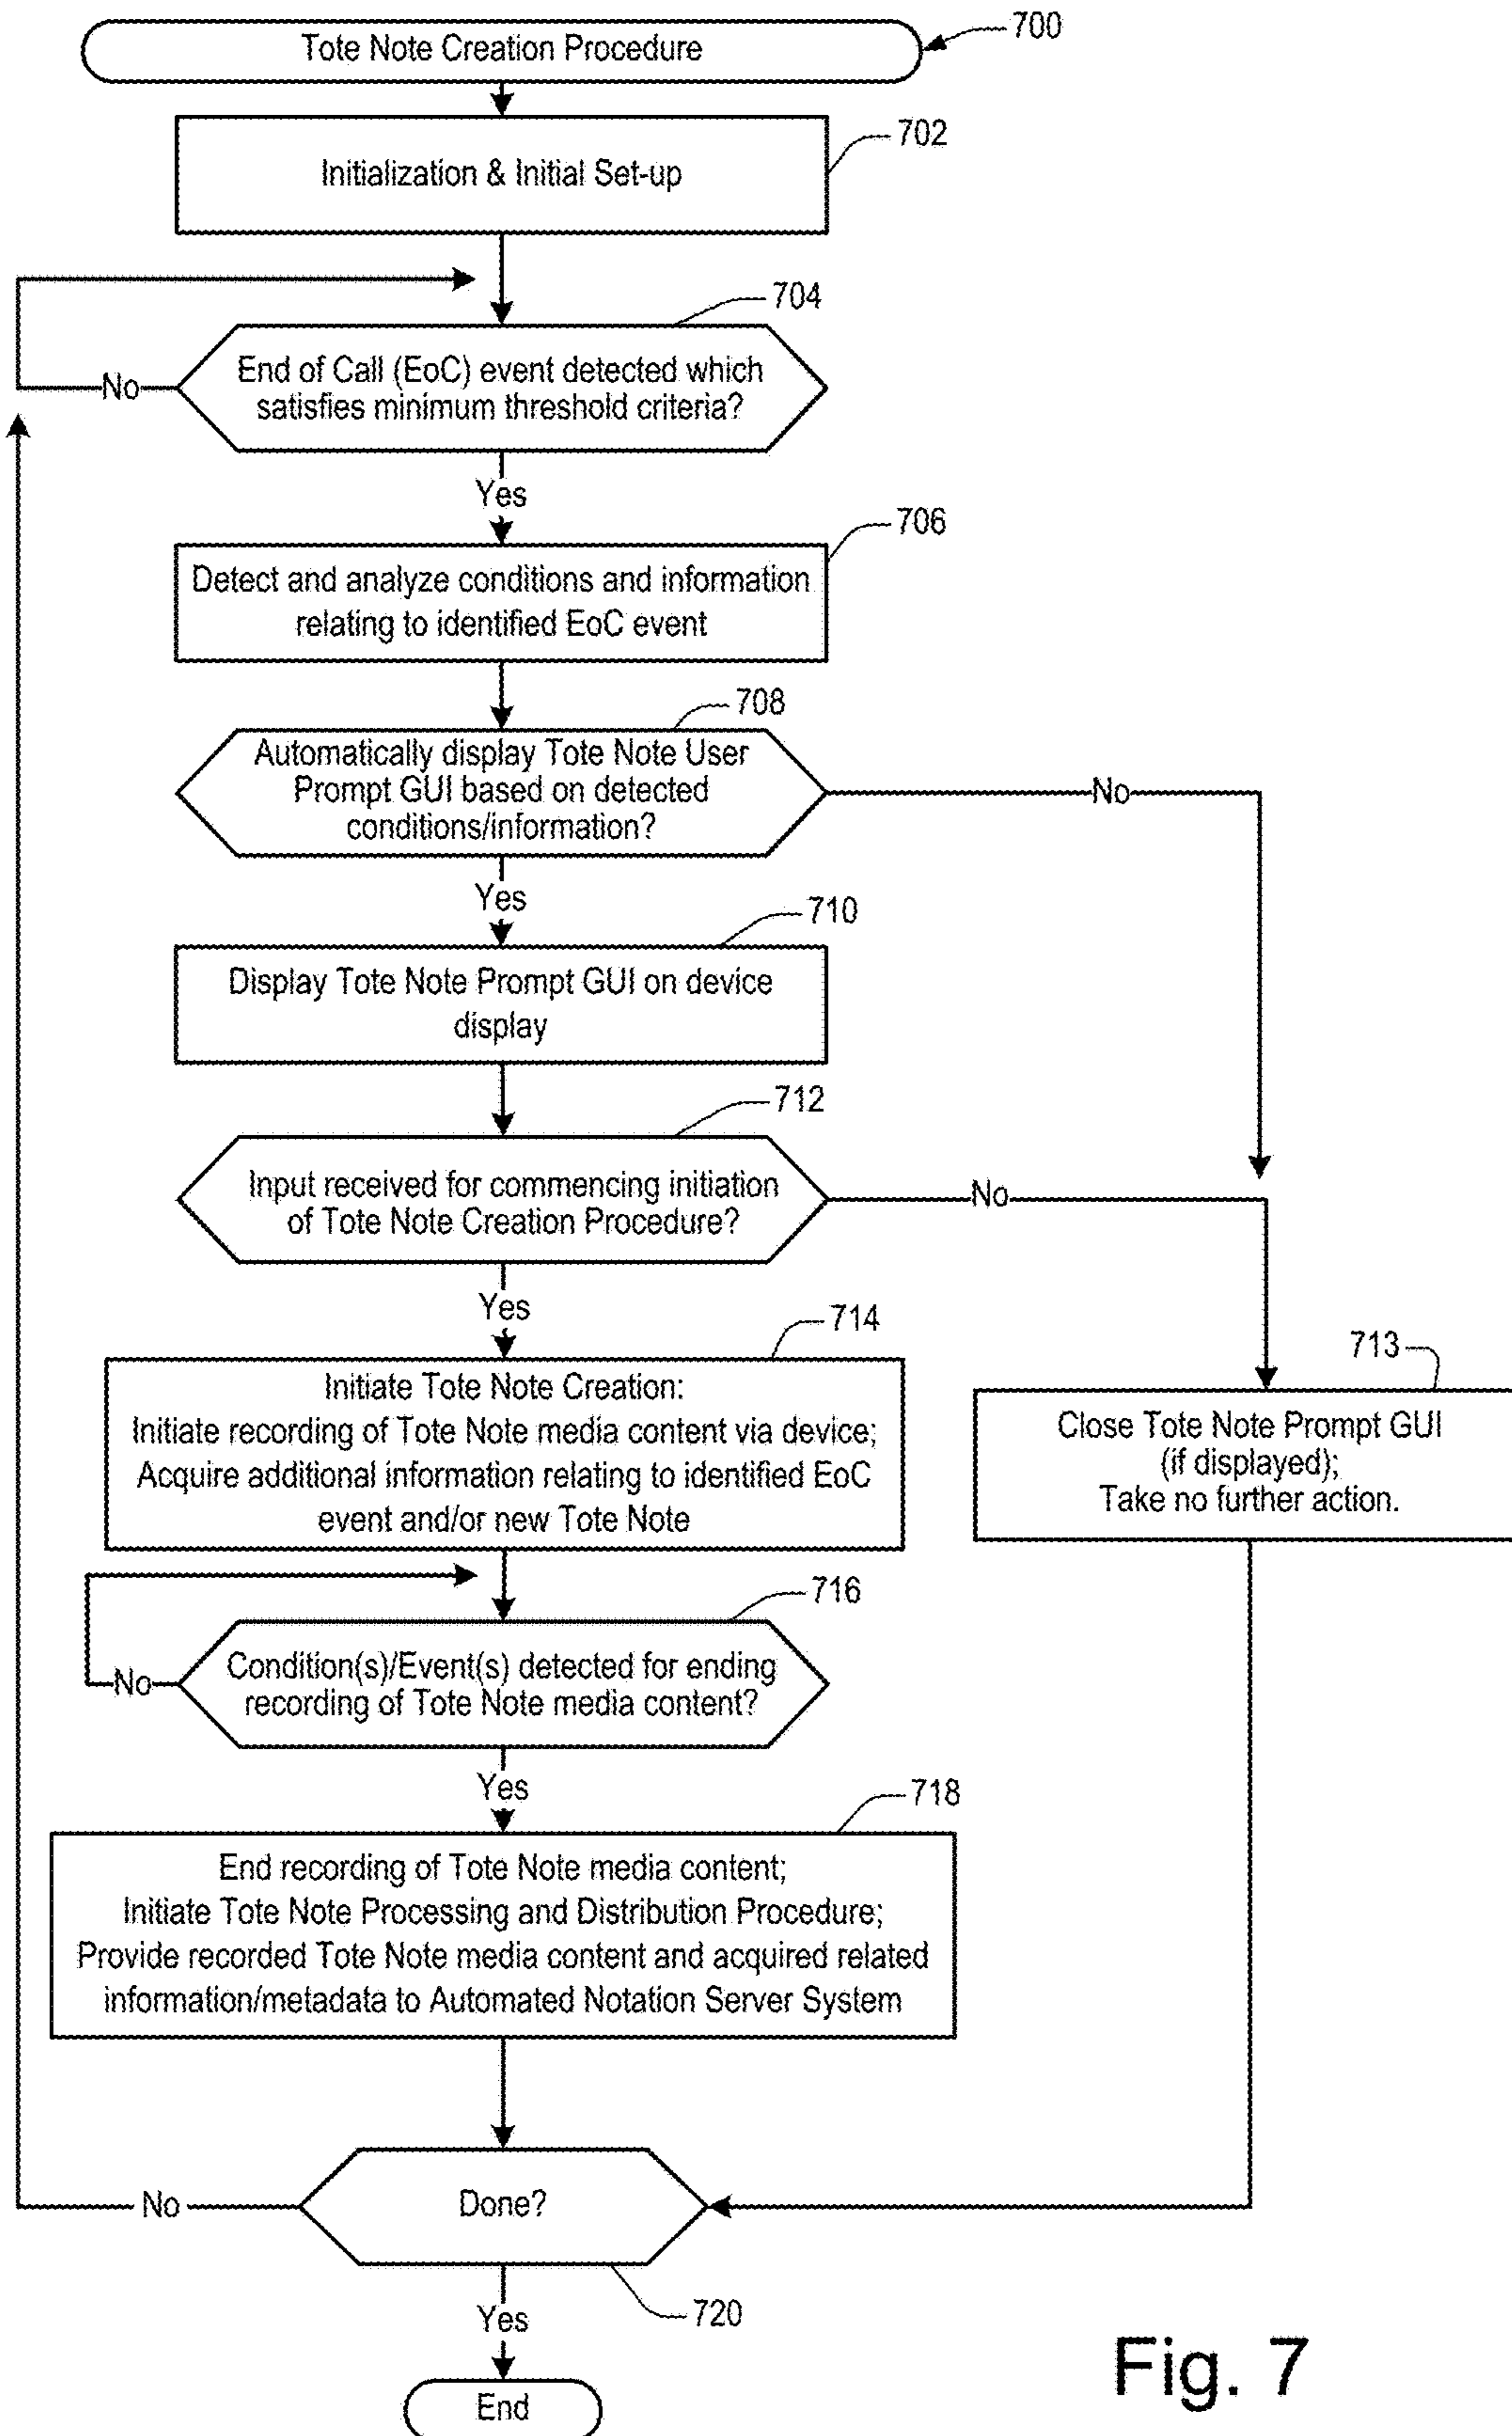 Tote Note Creation Procedure
700
702
Initialization & Initial Set-up
704
End of Call (EoC) event detected which
satisfies minimum threshold criteria?
No
Yes
706
Detect and analyze conditions and information
relating to identified EoC event
708
Automatically display Tote Note User
Prompt GUI based on detected
conditions/information?
No
Yes
710
Display Tote Note Prompt GUI on device
display
712
Input received for commencing initiation
of Tote Note Creation Procedure?
No
Yes
714
Initiate Tote Note Creation:
Initiate recording of Tote Note media content via device;
Acquire additional information relating to identified EoC
event and/or new Tote Note
713
Close Tote Note Prompt GUI
(if displayed);
Take no further action.
716
Condition(s)/Event(s) detected for ending
recording of Tote Note media content?
No
Yes
718
End recording of Tote Note media content;
Initiate Tote Note Processing and Distribution Procedure;
Provide recorded Tote Note media content and acquired related
information/metadata to Automated Notation Server System
Done?
No
720
Yes
End
Fig. 7